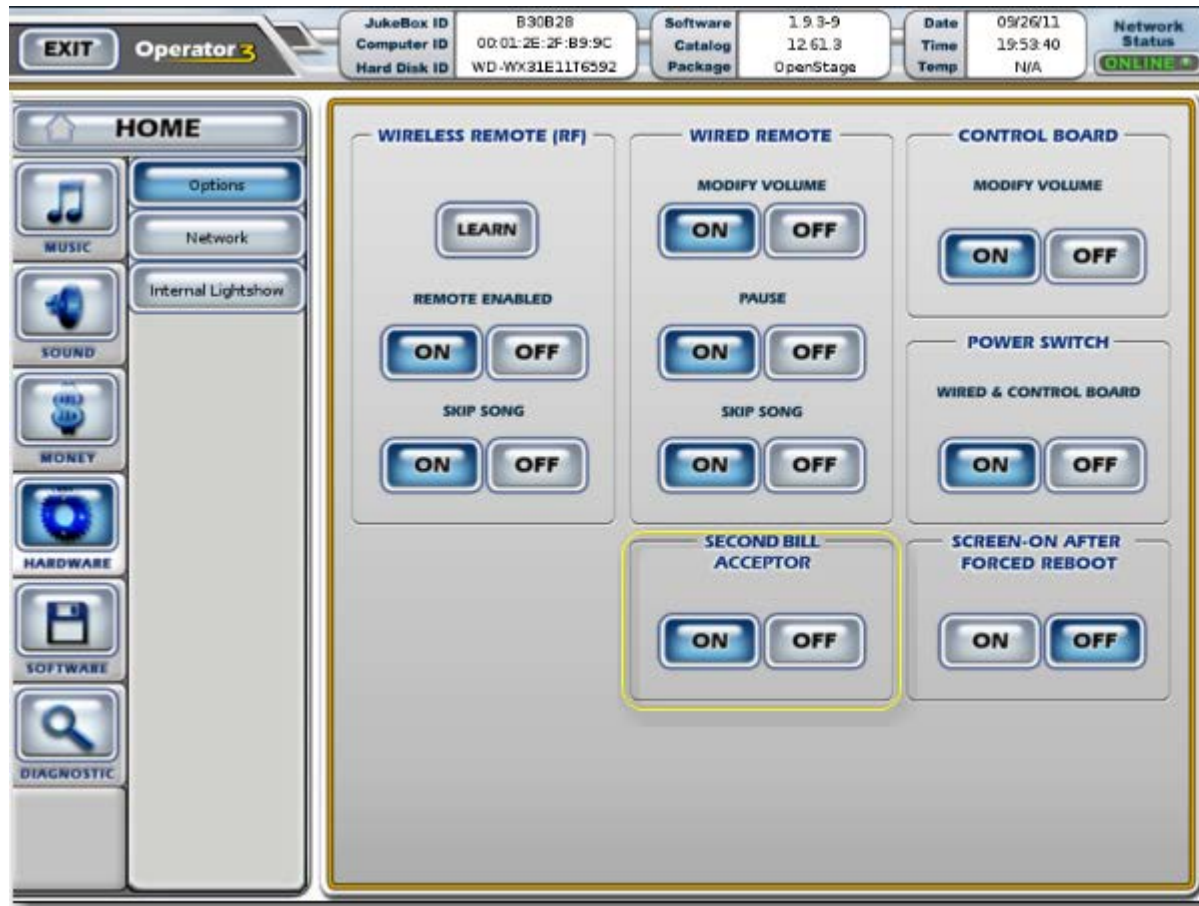 EXIT
Operator 3
JukeBox ID B30B28
Computer ID 00:01:2E:2F:B9:9C
Hard Disk ID WD-WX31E11T6592
Software 1.9.3-9
Catalog 12.61.3
Package OpenStage
Date 09/26/11
Time 19:53:40
Temp N/A
Network
Status
ONLINE
HOME
MUSIC
SOUND
MONEY
HARDWARE
SOFTWARE
DIAGNOSTIC
Options
Network
Internal Lightshow
WIRELESS REMOTE (RF)
LEARN
REMOTE ENABLED
ON OFF
SKIP SONG
ON OFF
WIRED REMOTE
MODIFY VOLUME
ON OFF
PAUSE
ON OFF
SKIP SONG
ON OFF
CONTROL BOARD
MODIFY VOLUME
ON OFF
POWER SWITCH
WIRED & CONTROL BOARD
ON OFF
SECOND BILL
ACCEPTOR
ON OFF
SCREEN-ON AFTER
FORCED REBOOT
ON OFF